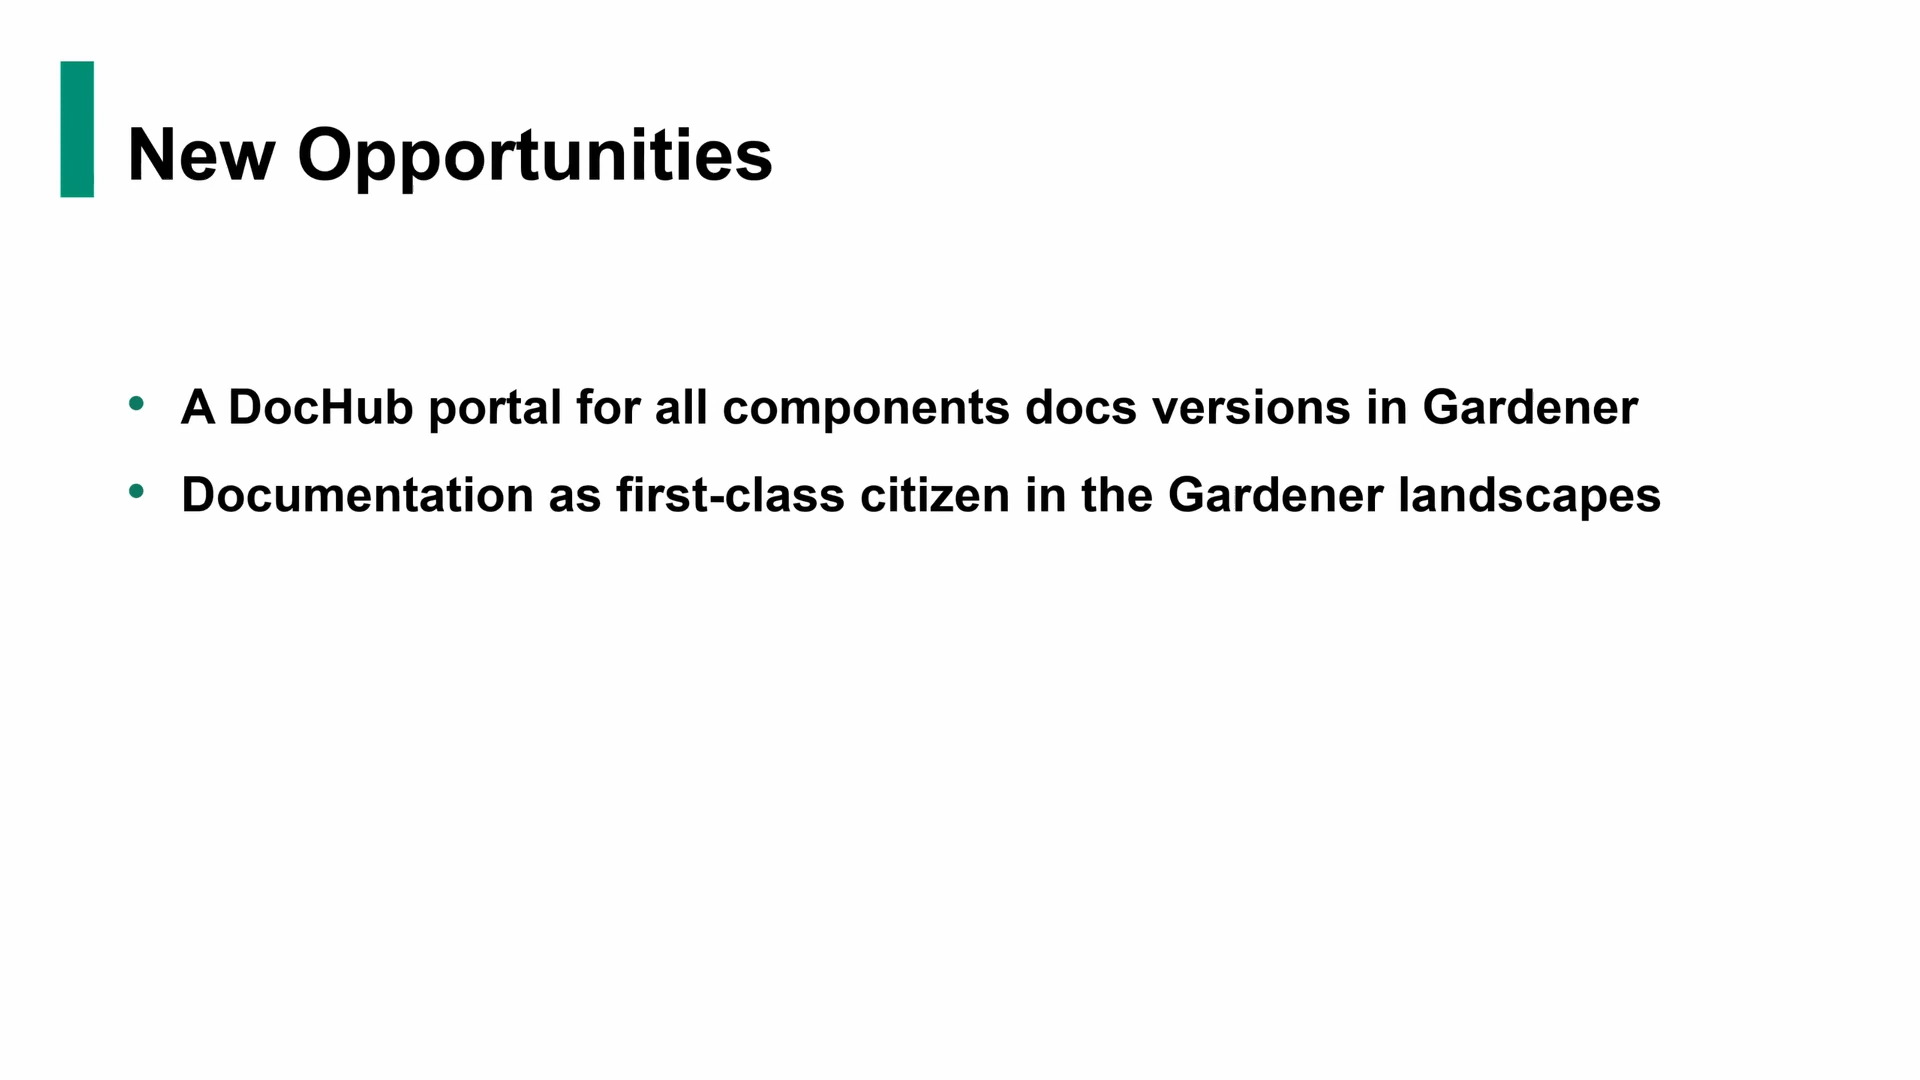 New Opportunities
• A DocHub portal for all components docs versions in Gardener
• Documentation as first-class citizen in the Gardener landscapes